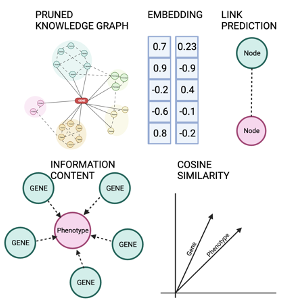 PRUNED
KNOWLEDGE GRAPH
EMBEDDING
0.7 0.23
0.9 -0.9
-0.2 0.4
-0.6 -0.1
0.8 -0.2
LINK
PREDICTION
Node
Node
INFORMATION
CONTENT
GENE
GENE
Phenotype
GENE
GENE
GENE
COSINE
SIMILARITY
Gene
Phenotype